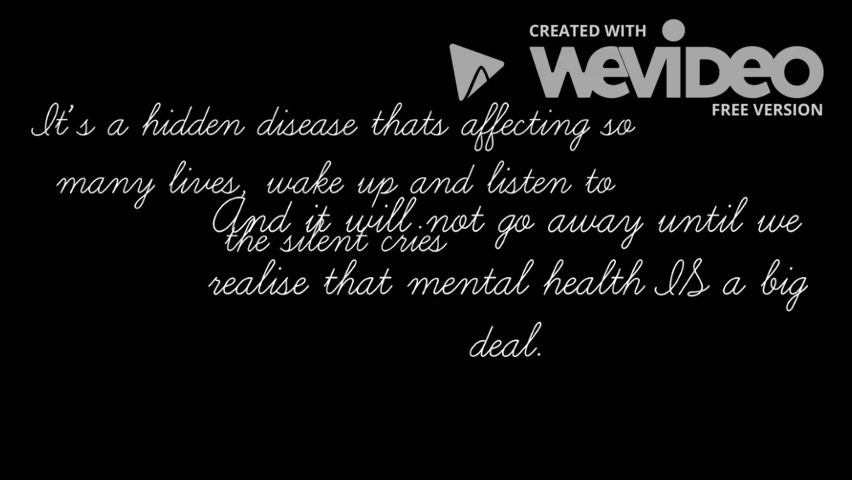 CREATED WITH
WEVIDEO
FREE VERSION
It's a hidden disease thats affecting so
many lives, wake up and listen to
the silent cries
And it will not go away until we
realise that mental health IS a big
deal.